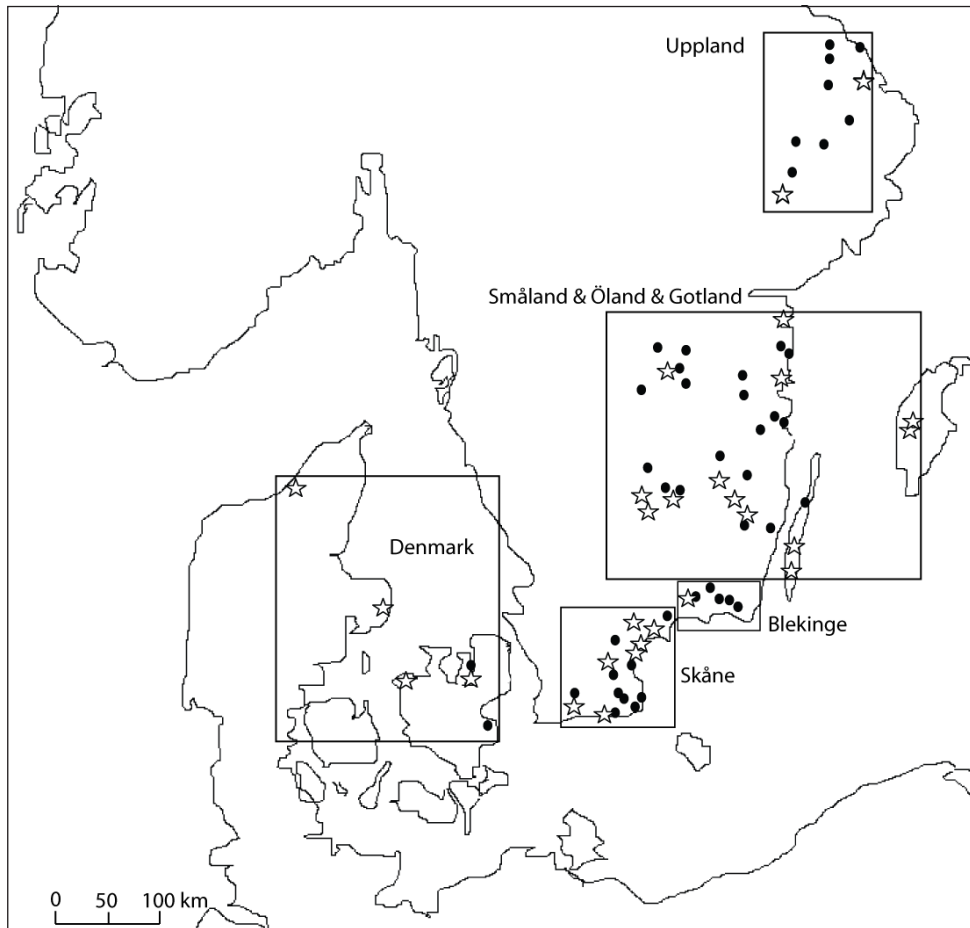 Uppland
Småland & Öland & Gotland
Denmark
Blekinge
Skåne
0 50 100 km